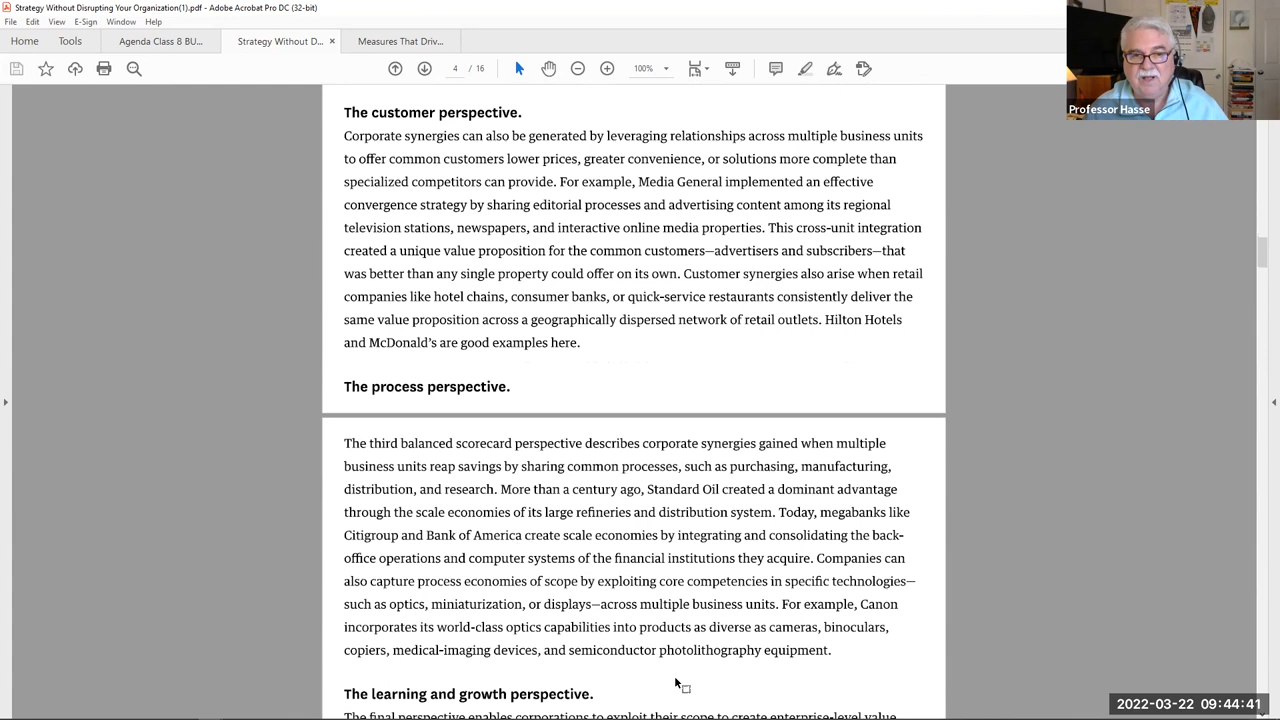 Strategy Without Disrupting Your Organization(1).pdf - Adobe Acrobat Pro DC (32-bit)
File Edit View E-Sign Window Help
Home Tools Agenda Class 8 BU... Strategy Without D... × Measures That Driv...
4 / 16 100%
Professor Hasse
The customer perspective.
Corporate synergies can also be generated by leveraging relationships across multiple business units
to offer common customers lower prices, greater convenience, or solutions more complete than
specialized competitors can provide. For example, Media General implemented an effective
convergence strategy by sharing editorial processes and advertising content among its regional
television stations, newspapers, and interactive online media properties. This cross-unit integration
created a unique value proposition for the common customers—advertisers and subscribers—that
was better than any single property could offer on its own. Customer synergies also arise when retail
companies like hotel chains, consumer banks, or quick-service restaurants consistently deliver the
same value proposition across a geographically dispersed network of retail outlets. Hilton Hotels
and McDonald's are good examples here.
The process perspective.
The third balanced scorecard perspective describes corporate synergies gained when multiple
business units reap savings by sharing common processes, such as purchasing, manufacturing,
distribution, and research. More than a century ago, Standard Oil created a dominant advantage
through the scale economies of its large refineries and distribution system. Today, megabanks like
Citigroup and Bank of America create scale economies by integrating and consolidating the back-
office operations and computer systems of the financial institutions they acquire. Companies can
also capture process economies of scope by exploiting core competencies in specific technologies—
such as optics, miniaturization, or displays—across multiple business units. For example, Canon
incorporates its world-class optics capabilities into products as diverse as cameras, binoculars,
copiers, medical-imaging devices, and semiconductor photolithography equipment.
The learning and growth perspective.
The final perspective enables corporations to exploit their scope to create enterprise-level value
2022-03-22 09:44:41